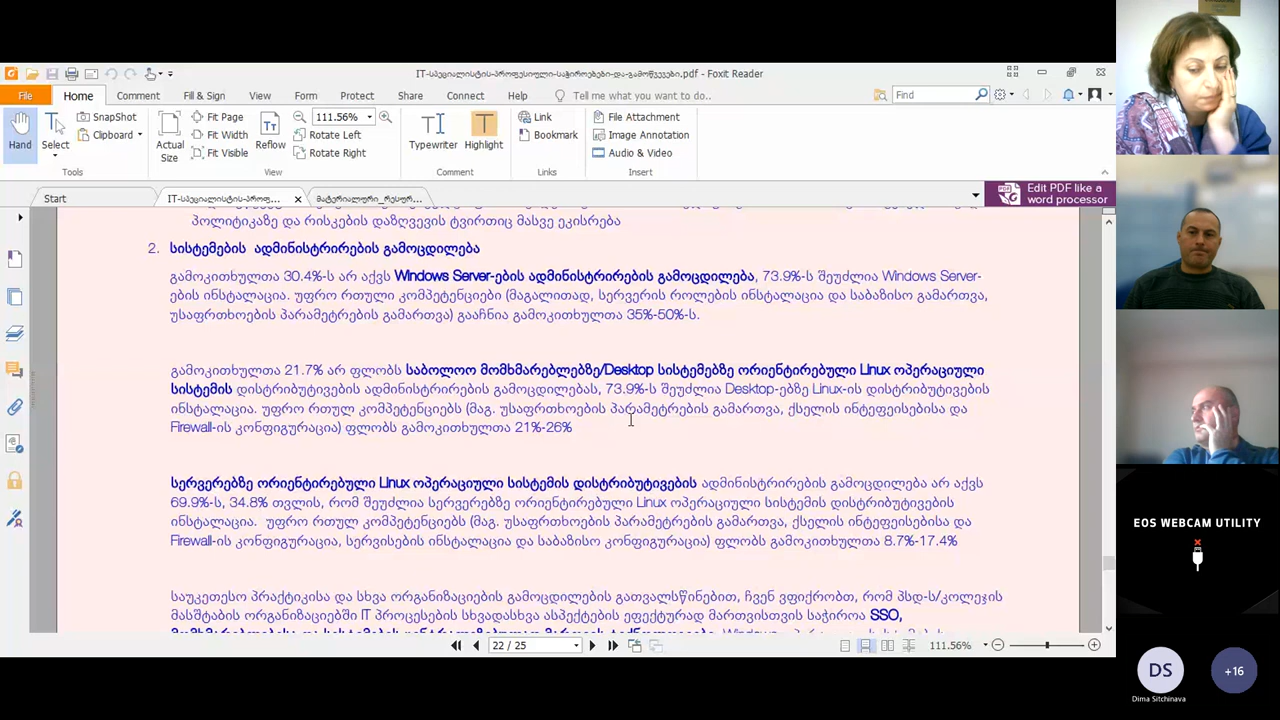 IT-სპეციალისტის-პროფესიული-საჭიროებები-და-გამოწვევები.pdf - Foxit Reader
File Home Comment Fill & Sign View Form Protect Share Connect Help Tell me what you want to do.. Find
Hand
Select
SnapShot
Clipboard
Tools
Actual Size
Fit Page
Fit Width
Fit Visible
Reflow
111.56%
Rotate Left
Rotate Right
View
Typewriter
Highlight
Comment
Link
Bookmark
Links
File Attachment
Image Annotation
Audio & Video
Insert
Start IT-სპეციალისტის-პროფ... მატერიალური_რესურ...
Edit PDF like a
word processor
პოლიტიკაზე და რისკების დაზღვევის ტვირთიც მასვე ეკისრება
2. სისტემების ადმინისტრირების გამოცდილება
გამოკითხულთა 30.4%-ს არ აქვს Windows Server-ების ადმინისტრირების გამოცდილება, 73.9%-ს შეუძლია Windows Server-
ების ინსტალაცია. უფრო რთული კომპეტენციები (მაგალითად, სერვერის როლების ინსტალაცია და საბაზისო გამართვა,
უსაფრთხოების პარამეტრების გამართვა) გააჩნია გამოკითხულთა 35%-50%-ს.
გამოკითხულთა 21.7% არ ფლობს საბოლოო მომხმარებლებზე/Desktop სისტემებზე ორიენტირებული Linux ოპერაციული
სისტემის დისტრიბუტივების ადმინისტრირების გამოცდილებას, 73.9%-ს შეუძლია Desktop-ებზე Linux-ის დისტრიბუტივების
ინსტალაცია. უფრო რთულ კომპეტენციებს (მაგ. უსაფრთხოების პარამეტრების გამართვა, ქსელის ინტეფეისებისა და
Firewall-ის კონფიგურაცია) ფლობს გამოკითხულთა 21%-26%
სერვერებზე ორიენტირებული Linux ოპერაციული სისტემის დისტრიბუტივების ადმინისტრირების გამოცდილება არ აქვს
69.9%-ს, 34.8% თვლის, რომ შეუძლია სერვერებზე ორიენტირებული Linux ოპერაციული სისტემის დისტრიბუტივების
ინსტალაცია. უფრო რთულ კომპეტენციებს (მაგ. უსაფრთხოების პარამეტრების გამართვა, ქსელის ინტეფეისებისა და
Firewall-ის კონფიგურაცია, სერვისების ინსტალაცია და საბაზისო კონფიგურაცია) ფლობს გამოკითხულთა 8.7%-17.4%
საუკეთესო პრაქტიკისა და სხვა ორგანიზაციების გამოცდილების გათვალსწინებით, ჩვენ ვფიქრობთ, რომ პსდ-ს/კოლეჯის
მასშტაბის ორგანიზაციებში IT პროცესების სხვადასხვა ასპექტების ეფექტურად მართვისთვის საჭიროა SSO,
22 / 25
111.56%
EOS WEBCAM UTILITY
DS
Dima Sitchinava
+16